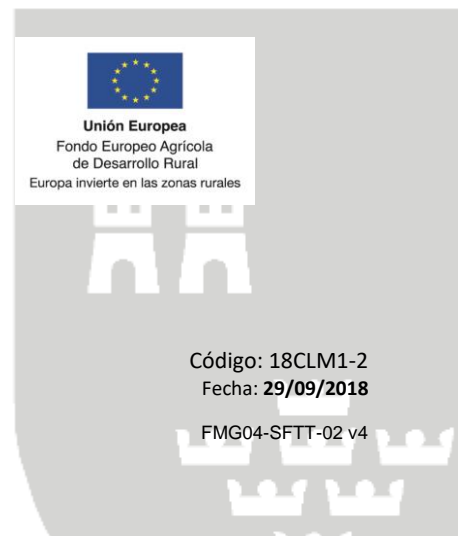 Unión Europea
Fondo Europeo Agrícola
de Desarrollo Rural
Europa invierte en las zonas rurales
Código: 18CLM1-2
Fecha: 29/09/2018
FMG04-SFTT-02 v4